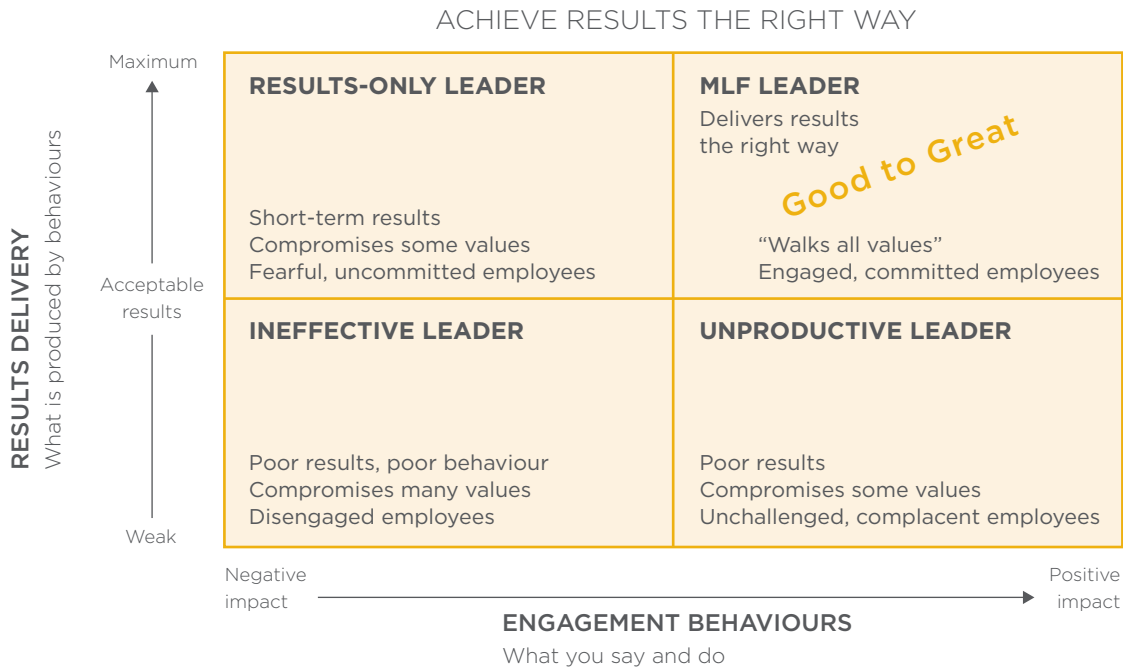 ACHIEVE RESULTS THE RIGHT WAY
Maximum
Acceptable
results
Weak
RESULTS DELIVERY
What is produced by behaviours
RESULTS-ONLY LEADER
Short-term results
Compromises some values
Fearful, uncommitted employees
MLF LEADER
Delivers results
the right way
Good to Great
“Walks all values”
Engaged, committed employees
INEFFECTIVE LEADER
Poor results, poor behaviour
Compromises many values
Disengaged employees
UNPRODUCTIVE LEADER
Poor results
Compromises some values
Unchallenged, complacent employees
Negative
impact
Positive
impact
ENGAGEMENT BEHAVIOURS
What you say and do